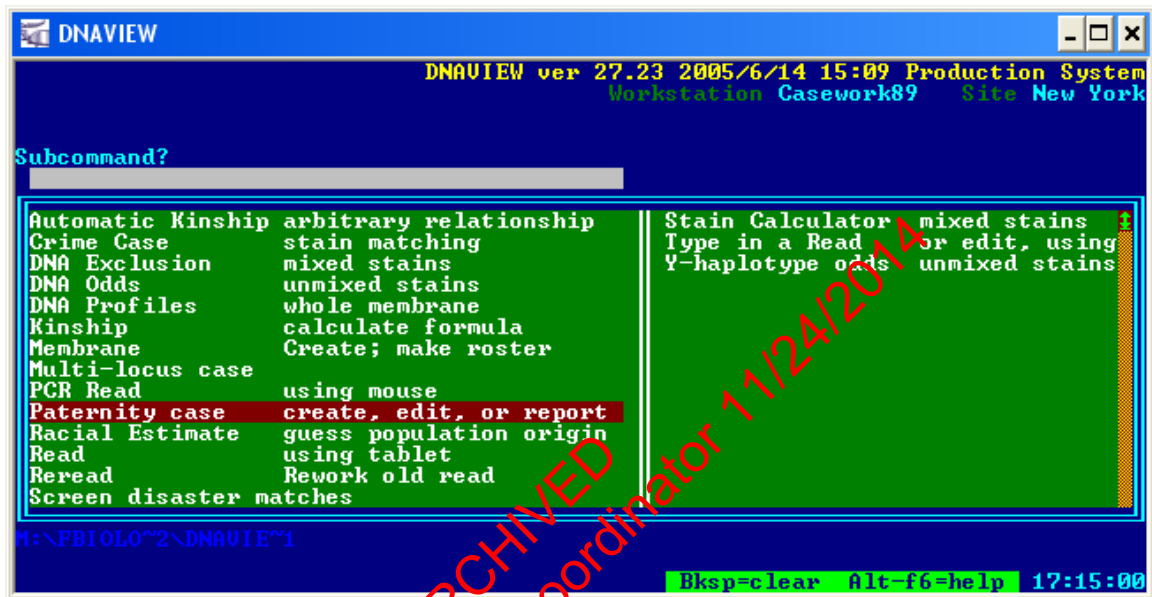 DNAVIEW
DNAVIEW ver 27.23 2005/6/14 15:09 Production System
Workstation Casework89 Site New York
Subcommand?
Automatic Kinship arbitrary relationship
Crime Case stain matching
DNA Exclusion mixed stains
DNA Odds unmixed stains
DNA Profiles whole membrane
Kinship calculate formula
Membrane Create; make roster
Multi-locus case
PCR Read using mouse
Paternity case create, edit, or report
Racial Estimate guess population origin
Read using tablet
Reread Rework old read
Screen disaster matches
Stain Calculator mixed stains
Type in a Read or edit, using
Y-haplotype odds unmixed stains
M:\FBIOLO~2\DNAVIE~1
Bksp=clear Alt-f6=help 17:15:00
RCHIVED
oordinator 11/24/2014